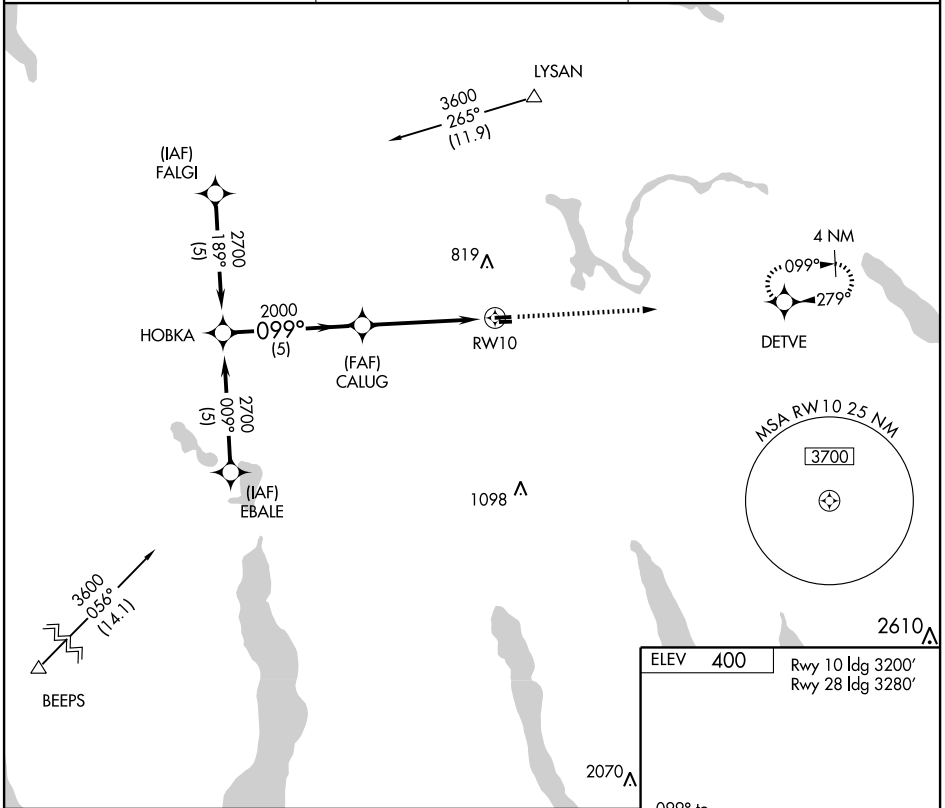 LYSAN
3600
265°
(11.9)
(IAF)
FALGI
2700
189°
(5)
819
4 NM
099°
279°
DETVE
HOBKA
2000
099°
(5)
(FAF)
CALUG
RW10
2700
009°
(5)
(IAF)
EBALE
MSA RW10 25 NM
3700
1098
3600
056°
(14.1)
BEEPS
2610
ELEV 400
Rwy 10 ldg 3200'
Rwy 28 ldg 3280'
2070
099° to